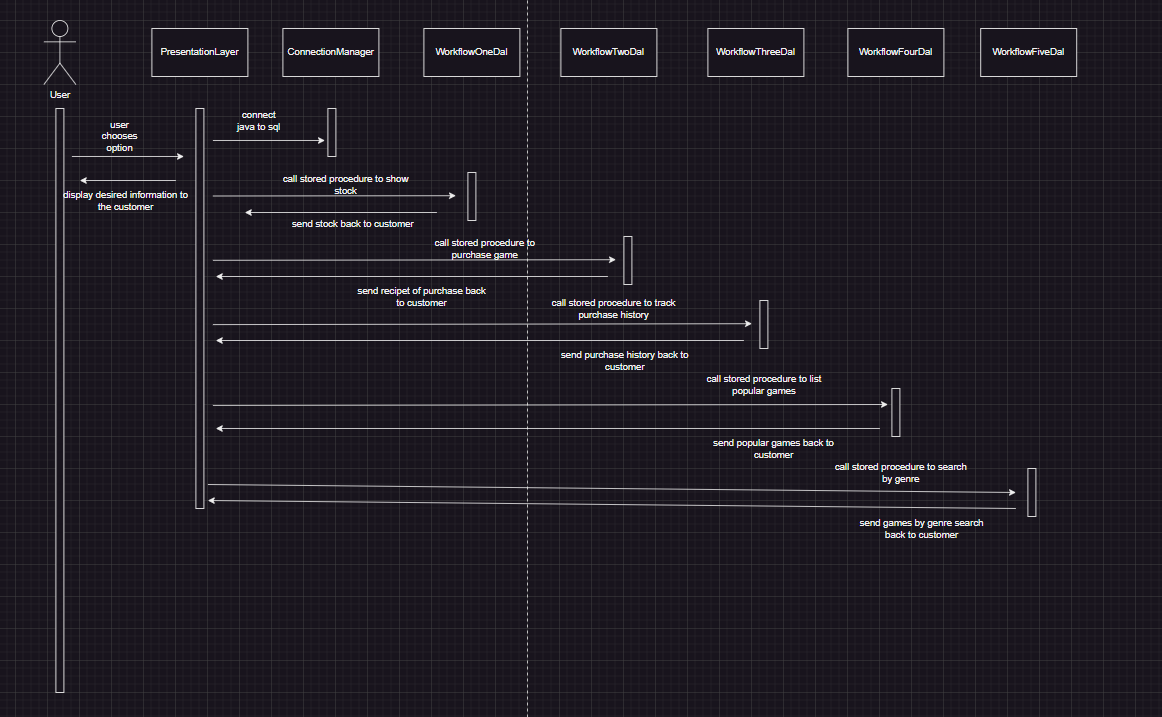 PresentationLayer
ConnectionManager
WorkflowOneDal
WorkflowTwoDal
WorkflowThreeDal
WorkflowFourDal
WorkflowFiveDal
User
user
chooses
option
connect
java to sql
display desired information to
the customer
call stored procedure to show
stock
send stock back to customer
call stored procedure to
purchase game
send recipet of purchase back
to customer
call stored procedure to track
purchase history
send purchase history back to
customer
call stored procedure to list
popular games
send popular games back to
customer
call stored procedure to search
by genre
send games by genre search
back to customer